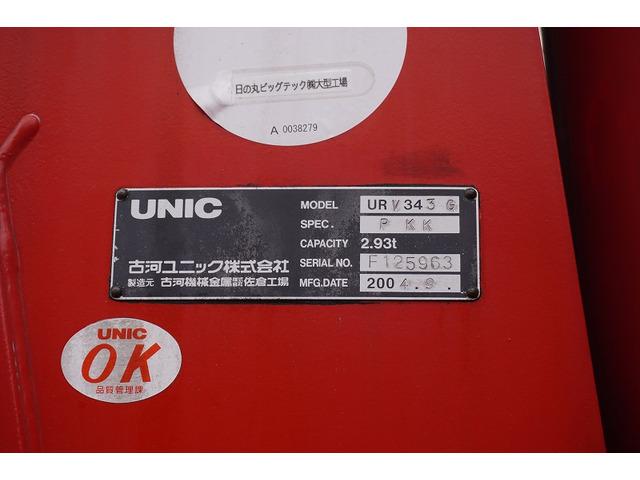 日の丸ビッグテック㈱大型工場
A 0038279
UNIC
古河ユニック株式会社
製造元 古河機械金属株式会社佐倉工場
MODEL URV343G
SPEC. PKK
CAPACITY 2.93t
SERIAL NO. F125963
MFG.DATE 2004.9.
UNIC
OK
品質管理課